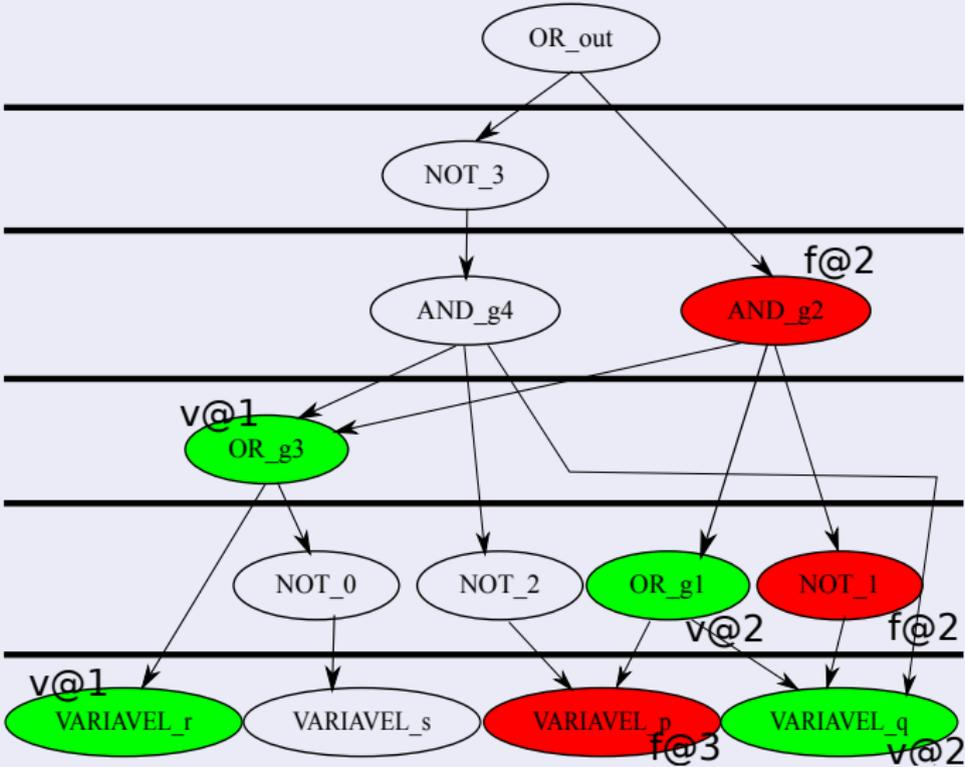 OR_out
NOT_3
f@2
AND_g4
AND_g2
v@1
OR_g3
NOT_0
NOT_2
OR_g1
NOT_1
v@2
f@2
v@1
VARIAVEL_r
VARIAVEL_s
VARIAVEL_p
VARIAVEL_q
f@3
v@2